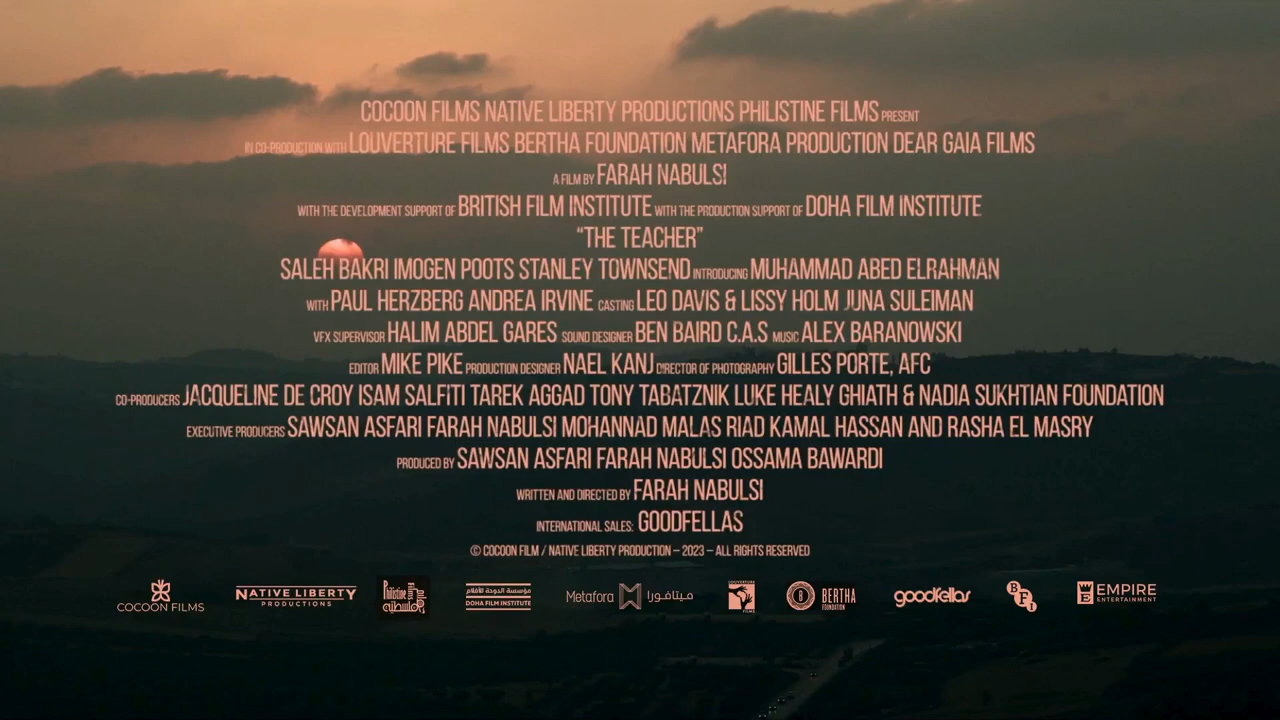 COCOON FILMS NATIVE LIBERTY PRODUCTIONS PHILISTINE FILMS PRESENT
IN CO-PRODUCTION WITH LOUVERTURE FILMS BERTHA FOUNDATION METAFORA PRODUCTION DEAR GAIA FILMS
A FILM BY FARAH NABULSI
WITH THE DEVELOPMENT SUPPORT OF BRITISH FILM INSTITUTE WITH THE PRODUCTION SUPPORT OF DOHA FILM INSTITUTE
“THE TEACHER”
SALEH BAKRI IMOGEN POOTS STANLEY TOWNSEND INTRODUCING MUHAMMAD ABED ELRAHMAN
WITH PAUL HERZBERG ANDREA IRVINE CASTING LEO DAVIS & LISSY HOLM JUNA SULEIMAN
VFX SUPERVISOR HALIM ABDEL GARES SOUND DESIGNER BEN BAIRD C.A.S MUSIC ALEX BARANOWSKI
EDITOR MIKE PIKE PRODUCTION DESIGNER NAEL KANJ DIRECTOR OF PHOTOGRAPHY GILLES PORTE, AFC
CO-PRODUCERS JACQUELINE DE CROY ISAM SALFITI TAREK AGGAD TONY TABATZNIK LUKE HEALY GHIATH & NADIA SUKHTIAN FOUNDATION
EXECUTIVE PRODUCERS SAWSAN ASFARI FARAH NABULSI MOHANNAD MALAS RIAD KAMAL HASSAN AND RASHA EL MASRY
PRODUCED BY SAWSAN ASFARI FARAH NABULSI OSSAMA BAWARDI
WRITTEN AND DIRECTED BY FARAH NABULSI
INTERNATIONAL SALES: GOODFELLAS
© COCOON FILM / NATIVE LIBERTY PRODUCTION – 2023 – ALL RIGHTS RESERVED
COCOON FILMS
NATIVE LIBERTY
PRODUCTIONS
Philistine Films
مؤسسة الدوحة للأفلام
DOHA FILM INSTITUTE
Metafora ميتافورا
LOUVERTURE
FILMS
B BERTHA
FOUNDATION
goodfellas
BFI
E EMPIRE
ENTERTAINMENT